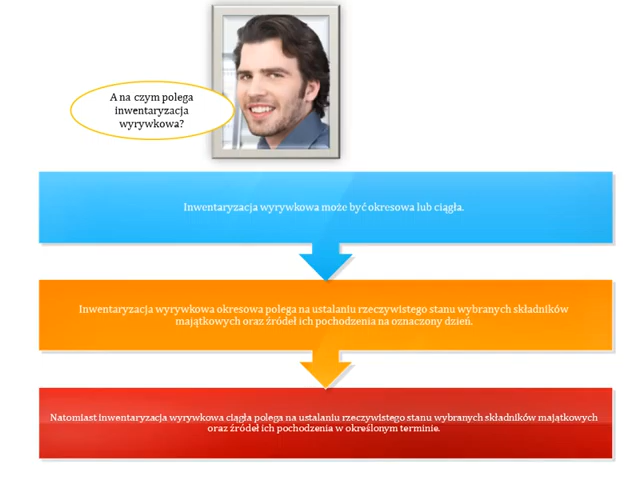 A na czym polega
inwentaryzacja
wyrywkowa?
Inwentaryzacja wyrywkowa może być okresowa lub ciągła.
Inwentaryzacja wyrywkowa okresowa polega na ustalaniu rzeczywistego stanu wybranych składników
majątkowych oraz źródeł ich pochodzenia na oznaczony dzień.
Natomiast inwentaryzacja wyrywkowa ciągła polega na ustalaniu rzeczywistego stanu wybranych składników majątkowych
oraz źródeł ich pochodzenia w określonym terminie.